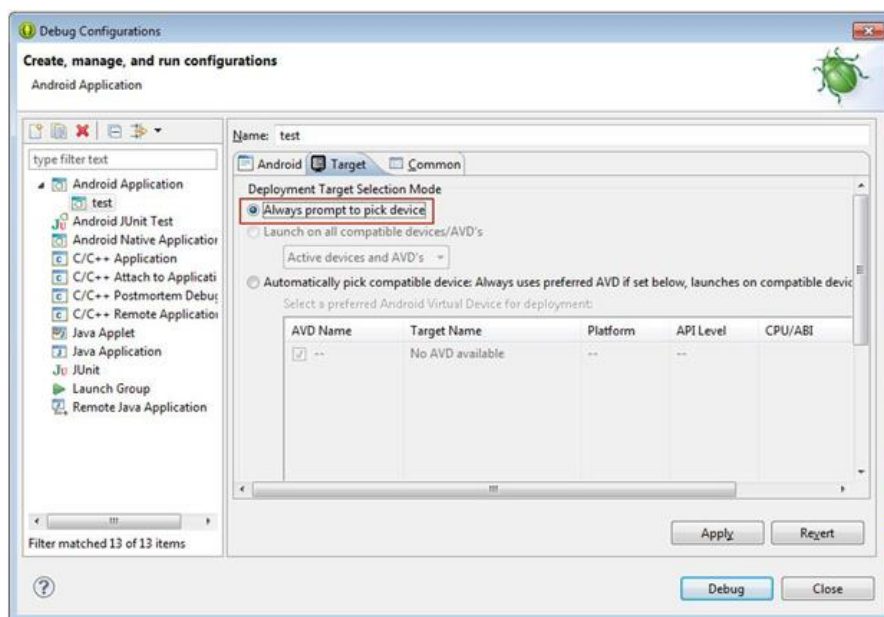 Debug Configurations
Create, manage, and run configurations
Android Application
type filter text
Android Application
test
Android JUnit Test
Android Native Application
C/C++ Application
C/C++ Attach to Applicati
C/C++ Postmortem Debug
C/C++ Remote Application
Java Applet
Java Application
Ju JUnit
Launch Group
Remote Java Application
Filter matched 13 of 13 items
Name: test
Android Target Common
Deployment Target Selection Mode
Always prompt to pick device
Launch on all compatible devices/AVD's
Active devices and AVD's
Automatically pick compatible device: Always uses preferred AVD if set below, launches on compatible devic
Select a preferred Android Virtual Device for deployment:
AVD Name Target Name Platform API Level CPU/ABI
-- No AVD available -- --
Apply Revert
Debug Close